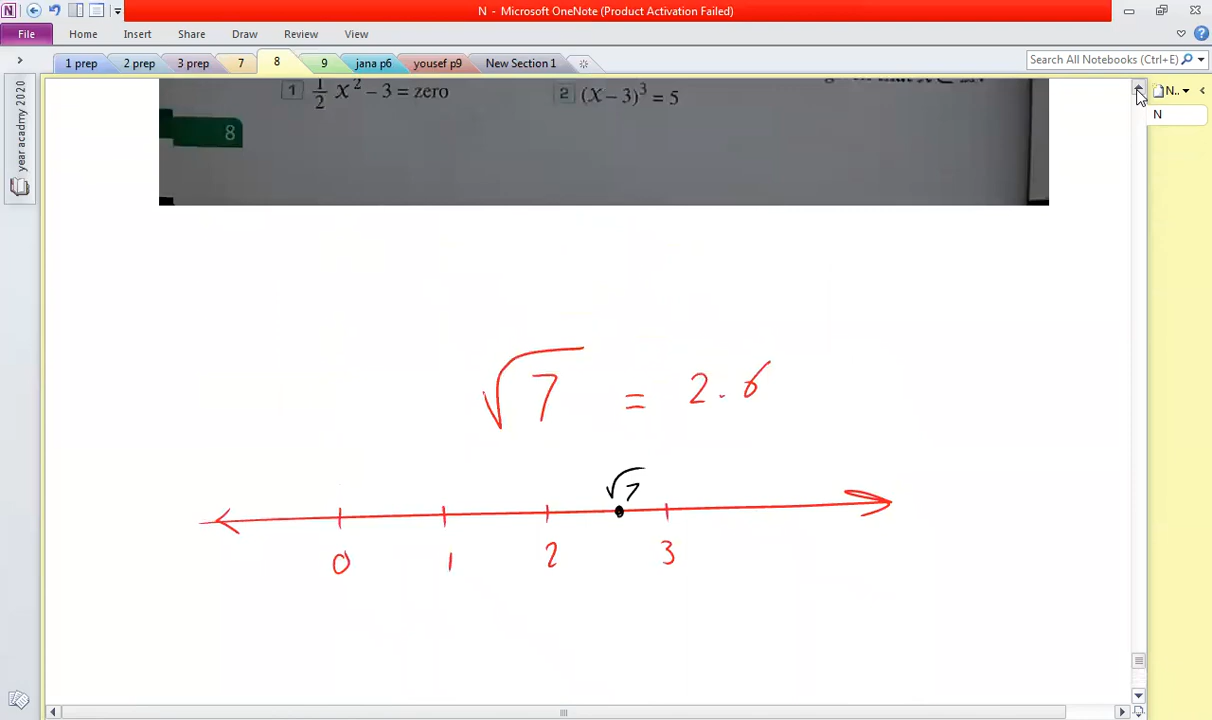 N - Microsoft OneNote (Product Activation Failed)
File Home Insert Share Draw Review View
1 prep 2 prep 3 prep 7 8 9 jana p6 yousef p9 New Section 1
Search All Notebooks (Ctrl+E)
year acadmy 2020
N..
N
1 1/2 X² – 3 = zero 2 (X – 3)³ = 5
8
√7 = 2.6
√7
0 1 2 3